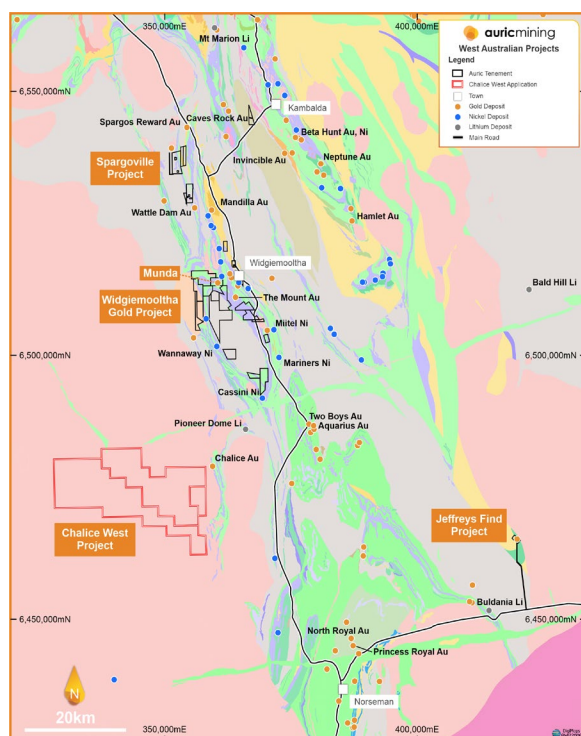 350,000mE
400,000mE
auricmining
West Australian Projects
Legend
Auric Tenement
Chalice West Application
Town
Gold Deposit
Nickel Deposit
Lithium Deposit
Main Road
Mt Marion Li
6,550,000mN
Kambalda
Spargos Reward Au
Caves Rock Au
Beta Hunt Au, Ni
Invincible Au
Neptune Au
Spargoville
Project
Mandilla Au
Wattle Dam Au
Hamlet Au
Widgiemooltha
Munda
Bald Hill Li
The Mount Au
Widgiemooltha
Gold Project
Miitel Ni
6,500,000mN
6,500,000mN
Wannaway Ni
Mariners Ni
Cassini Ni
Two Boys Au
Aquarius Au
Pioneer Dome Li
Chalice Au
Chalice West
Project
Jeffreys Find
Project
Buldania Li
6,450,000mN
6,450,000mN
North Royal Au
Princess Royal Au
Norseman
N
20km
350,000mE
400,000mE